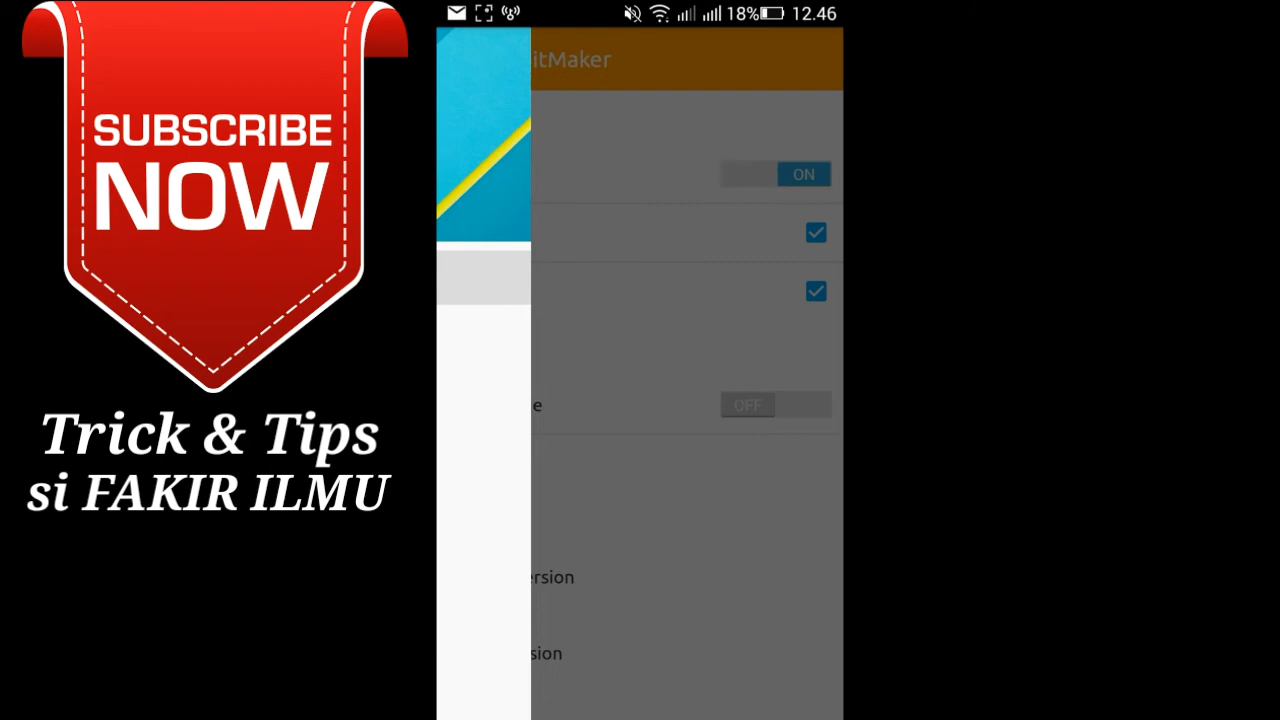 SUBSCRIBE
NOW
Trick & Tips
si FAKIR ILMU
18% 12.46
itMaker
ON
e
OFF
ersion
sion